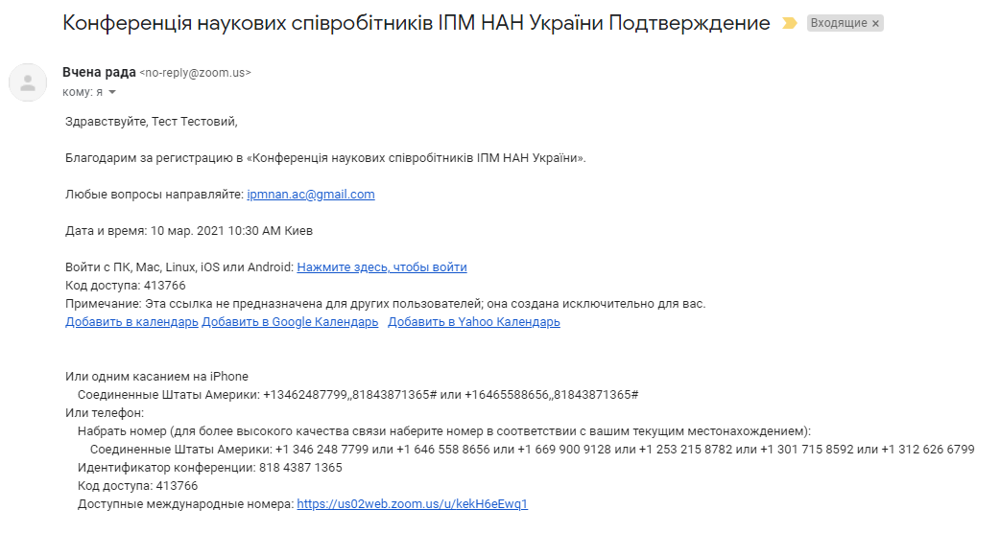 Конференція наукових співробітників ІПМ НАН України Подтверждение
Входящие ×
Вчена рада <no-reply@zoom.us>
кому: я
Здравствуйте, Тест Тестовий,
Благодарим за регистрацию в «Конференція наукових співробітників ІПМ НАН України».
Любые вопросы направляйте: ipmnan.ac@gmail.com
Дата и время: 10 мар. 2021 10:30 AM Киев
Войти с ПК, Mac, Linux, iOS или Android: Нажмите здесь, чтобы войти
Код доступа: 413766
Примечание: Эта ссылка не предназначена для других пользователей; она создана исключительно для вас.
Добавить в календарь Добавить в Google Календарь Добавить в Yahoo Календарь
Или одним касанием на iPhone
Соединенные Штаты Америки: +13462487799,,81843871365# или +16465588656,,81843871365#
Или телефон:
Набрать номер (для более высокого качества связи наберите номер в соответствии с вашим текущим местонахождением):
Соединенные Штаты Америки: +1 346 248 7799 или +1 646 558 8656 или +1 669 900 9128 или +1 253 215 8782 или +1 301 715 8592 или +1 312 626 6799
Идентификатор конференции: 818 4387 1365
Код доступа: 413766
Доступные международные номера: https://us02web.zoom.us/u/kekH6eEwq1